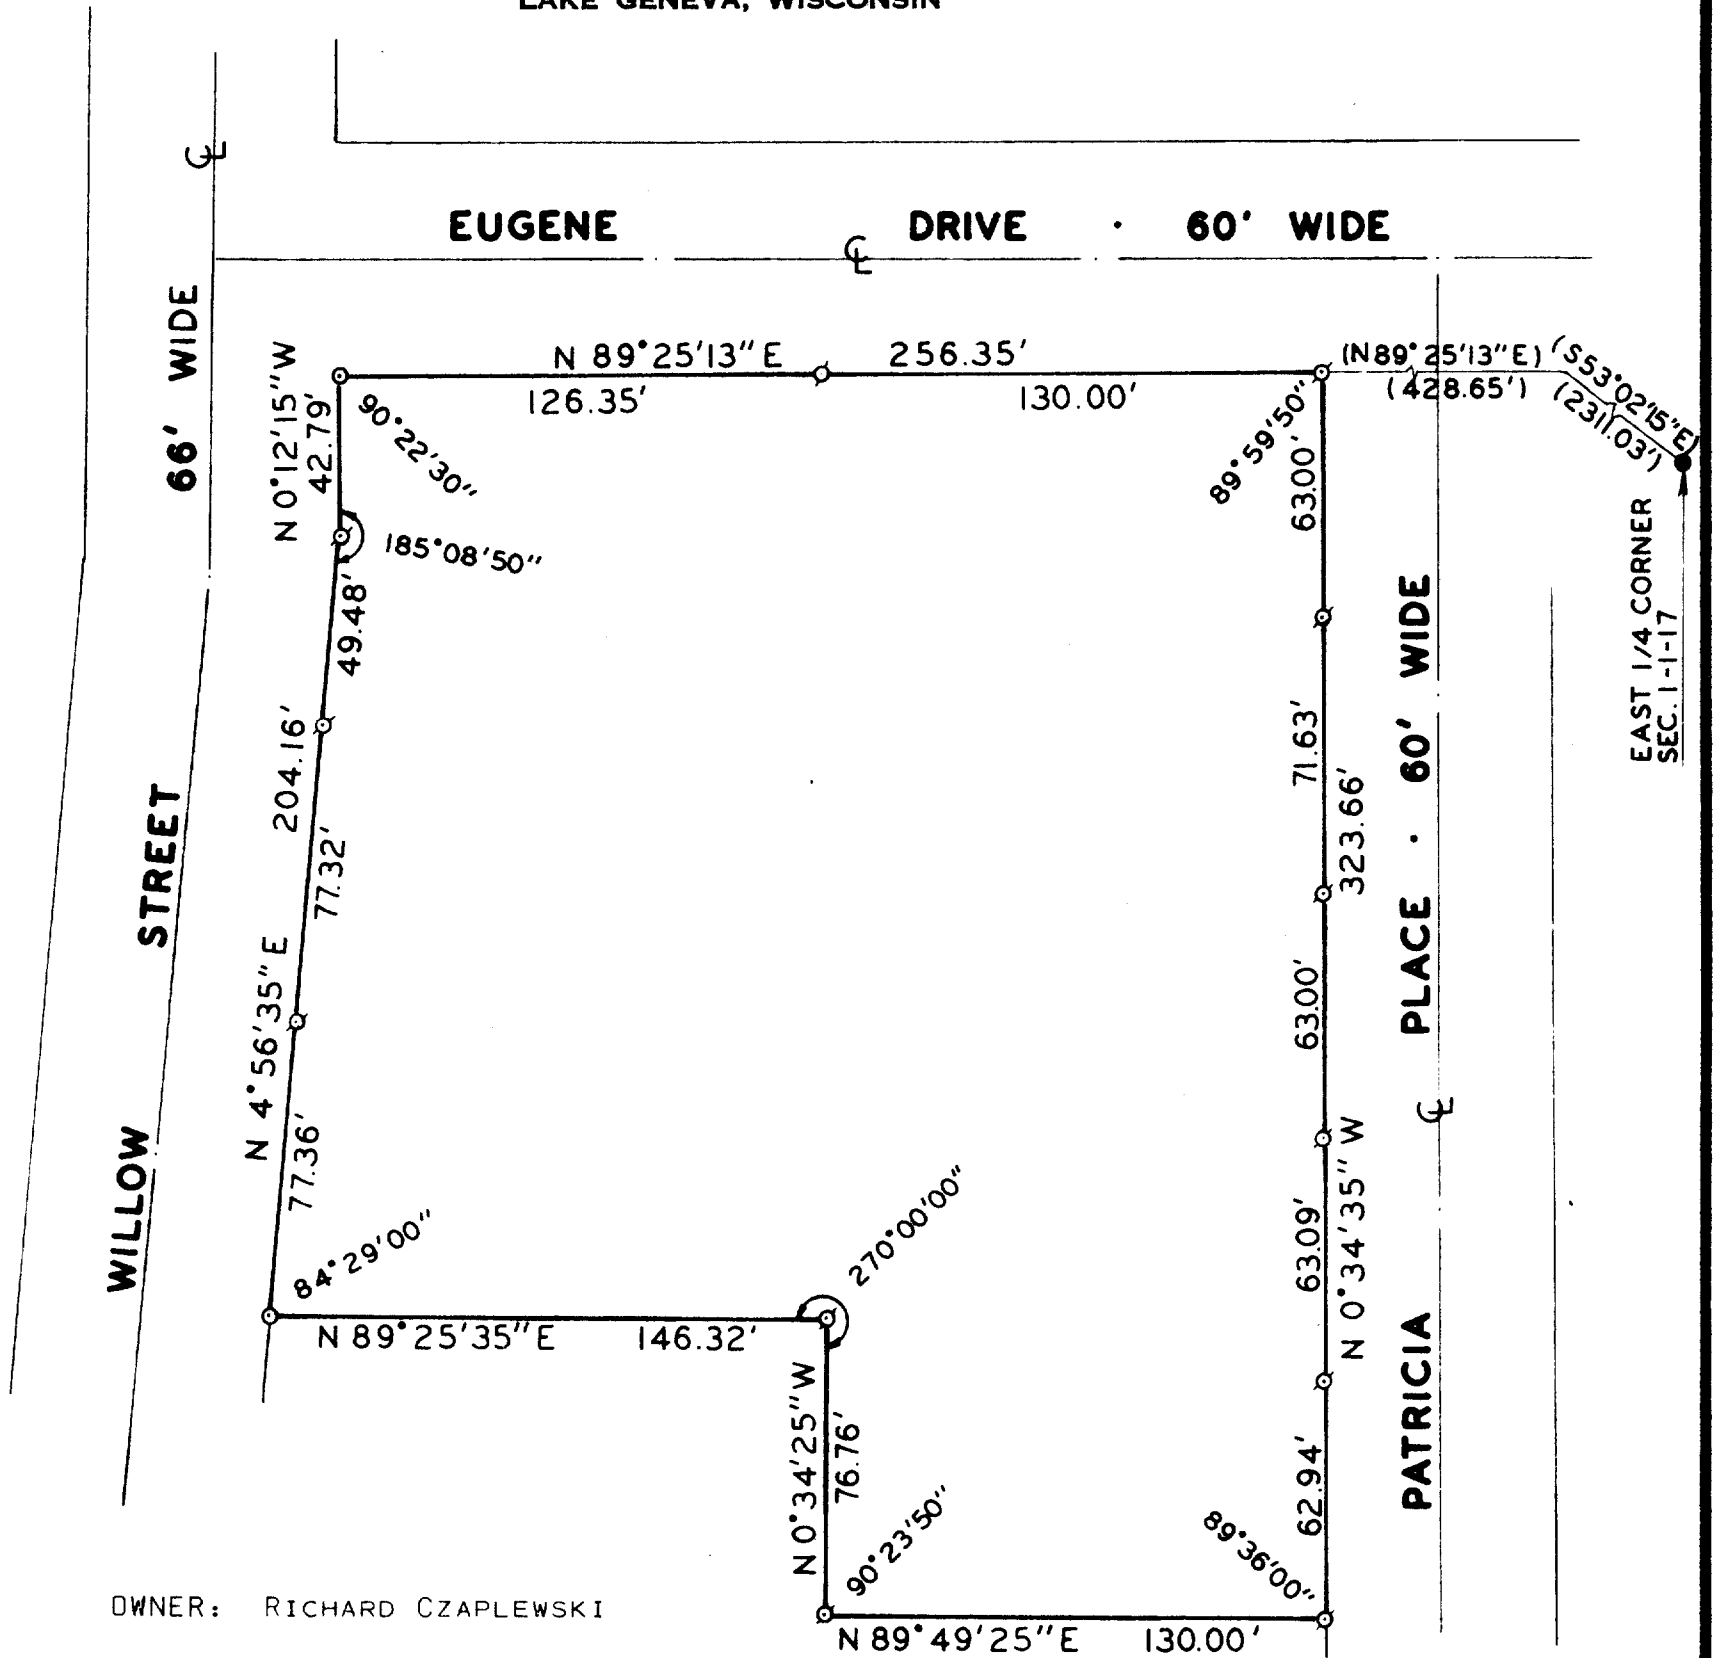 LAKE GENEVA, WISCONSIN
EUGENE DRIVE · 60' WIDE
66' WIDE
N 89°25'13" E 256.35'
126.35' 130.00'
(N89°25'13"E)
(428.65')
(S53°02'15"E)
(2311.03')
EAST 1/4 CORNER
SEC. 1-1-17
N 0°12'15" W
42.79'
90°22'30"
89°59'50"
63.00'
185°08'50"
49.48'
204.16'
77.32'
71.63'
323.66'
N 4°56'35" E
77.36'
63.00'
STREET
WILLOW
PATRICIA PLACE · 60' WIDE
84°29'00"
270°00'00"
63.09'
N 0°34'35" W
N 89°25'35" E 146.32'
N 0°34'25" W
76.76'
90°23'50"
89°36'00"
62.94'
OWNER: RICHARD CZAPLEWSKI
N 89°49'25" E 130.00'